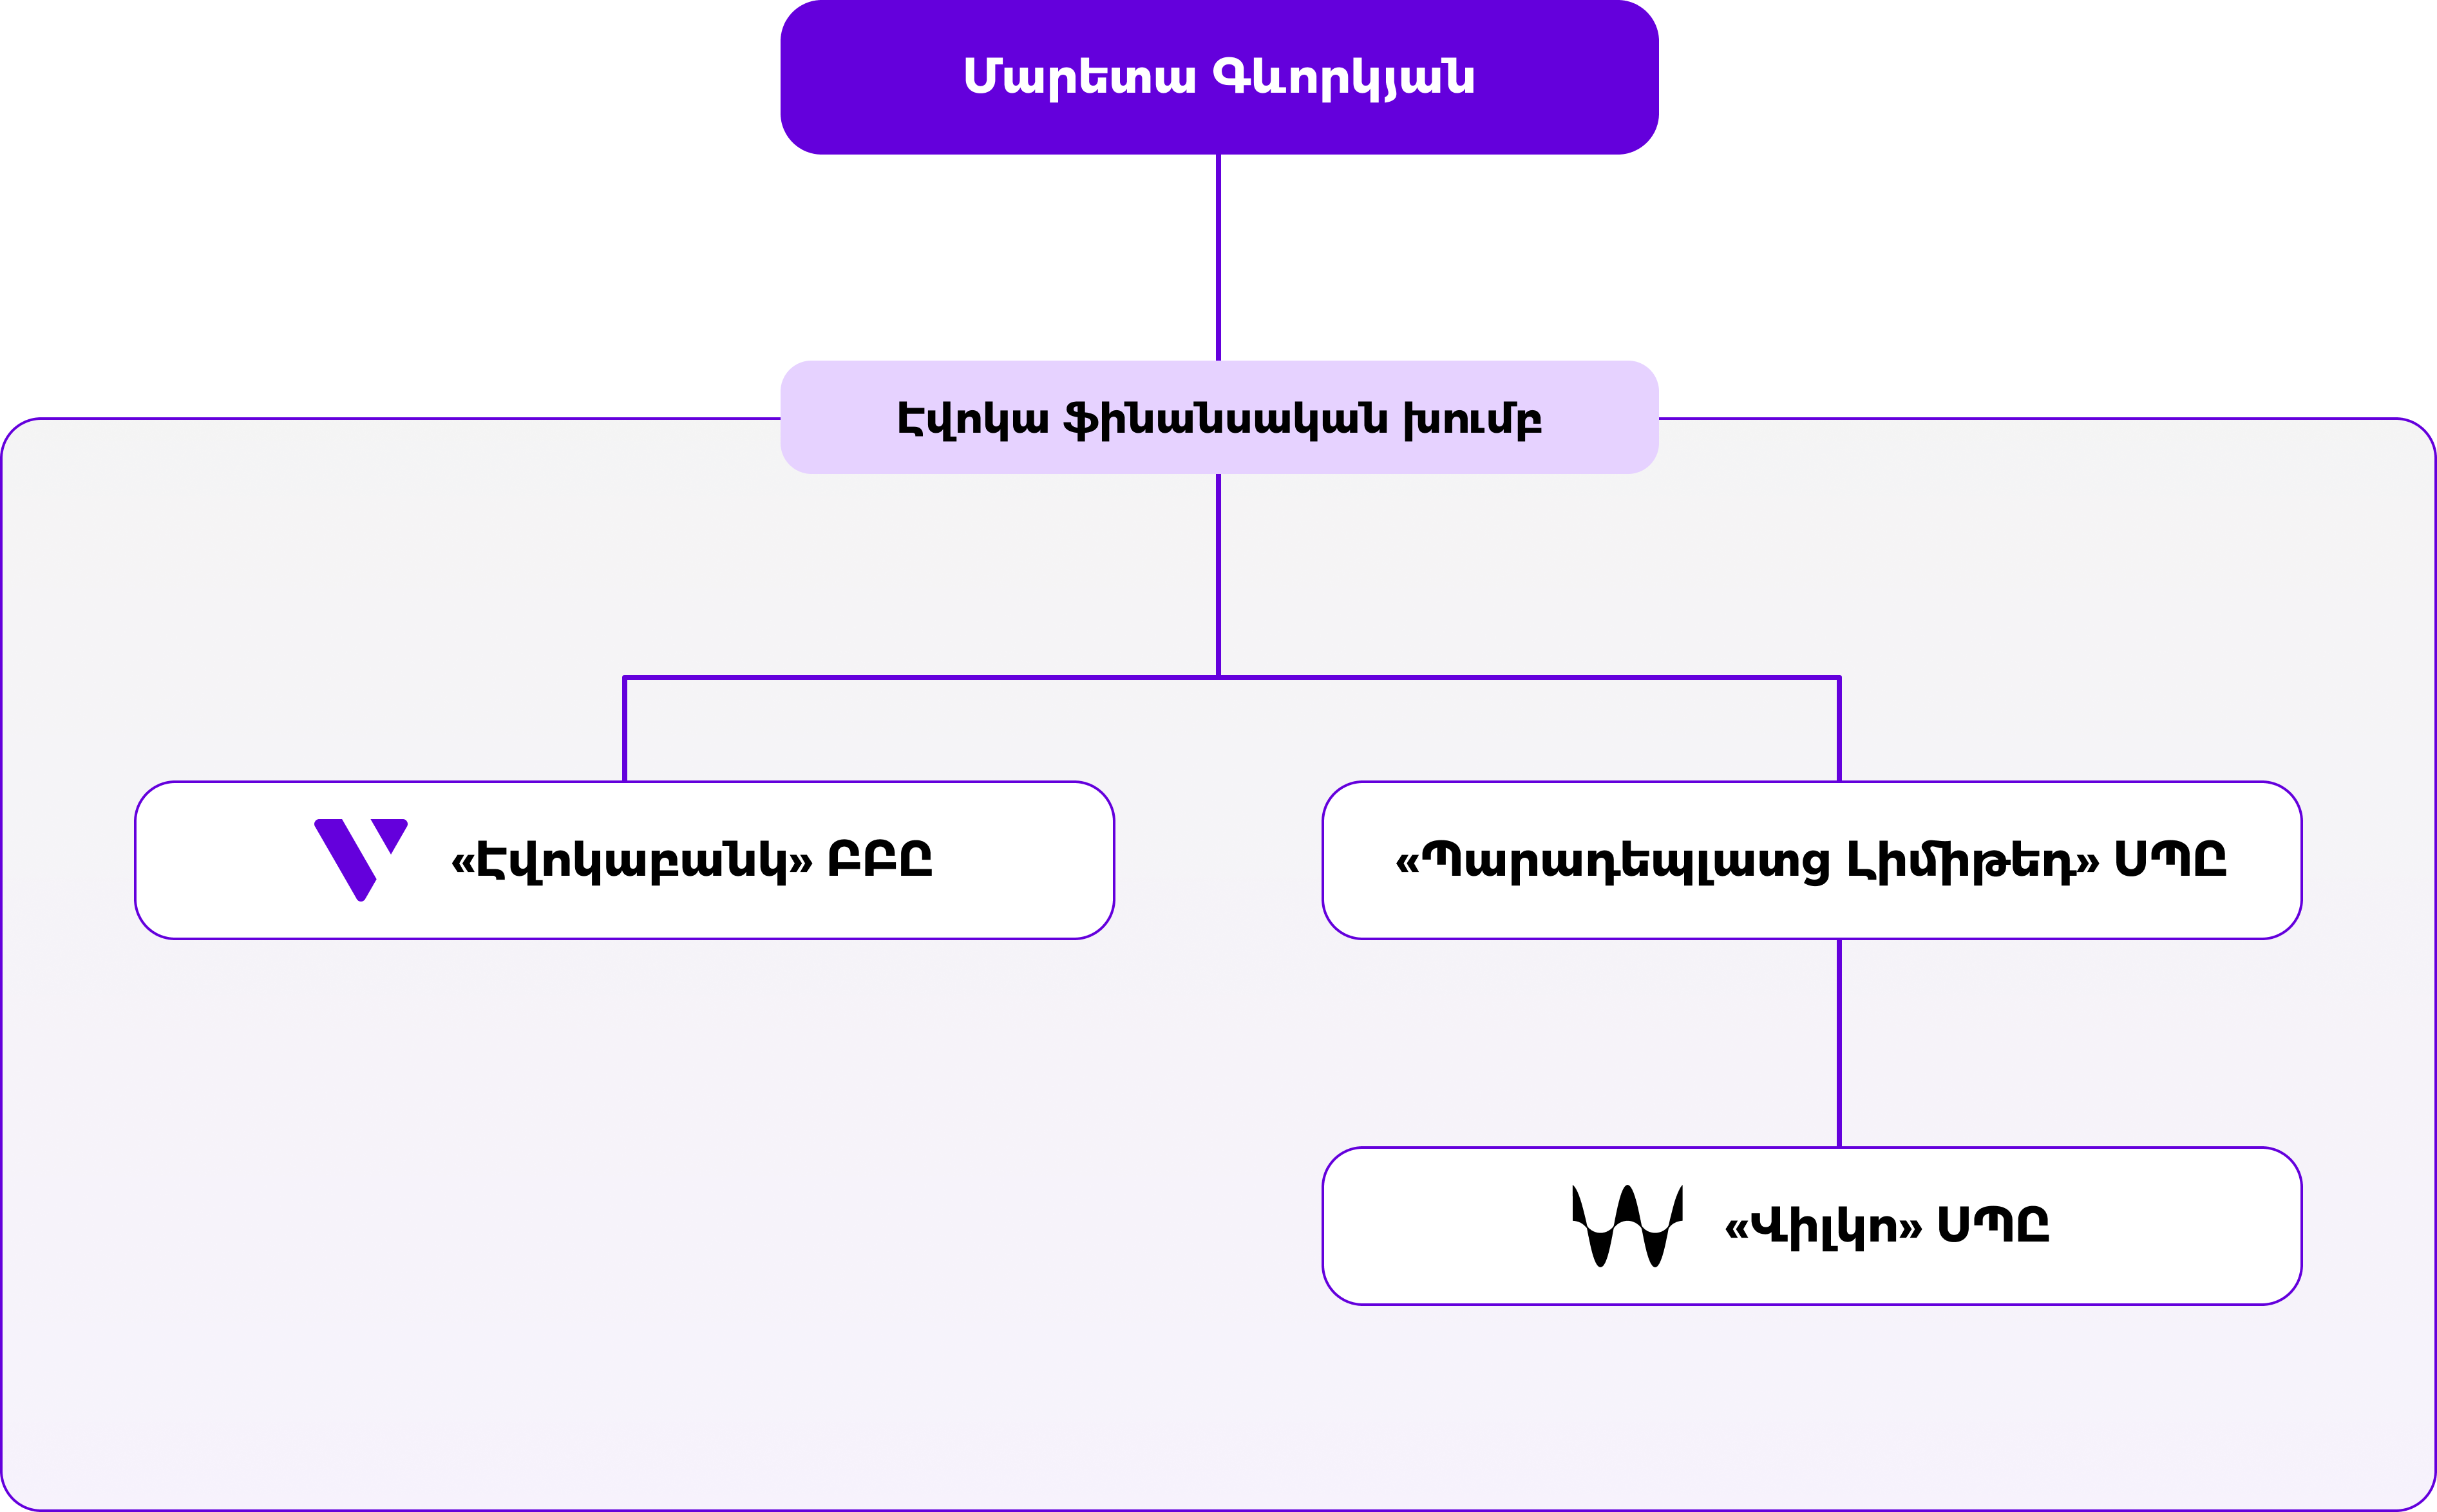 Մարետա Գևորկյան
Էվոկա Ֆինանսական խումբ
«Էվոկաբանկ» ԲԲԸ
«Պարադեպլատց Լիմիթեդ» ՍՊԸ
«Վիլկո» ՍՊԸ